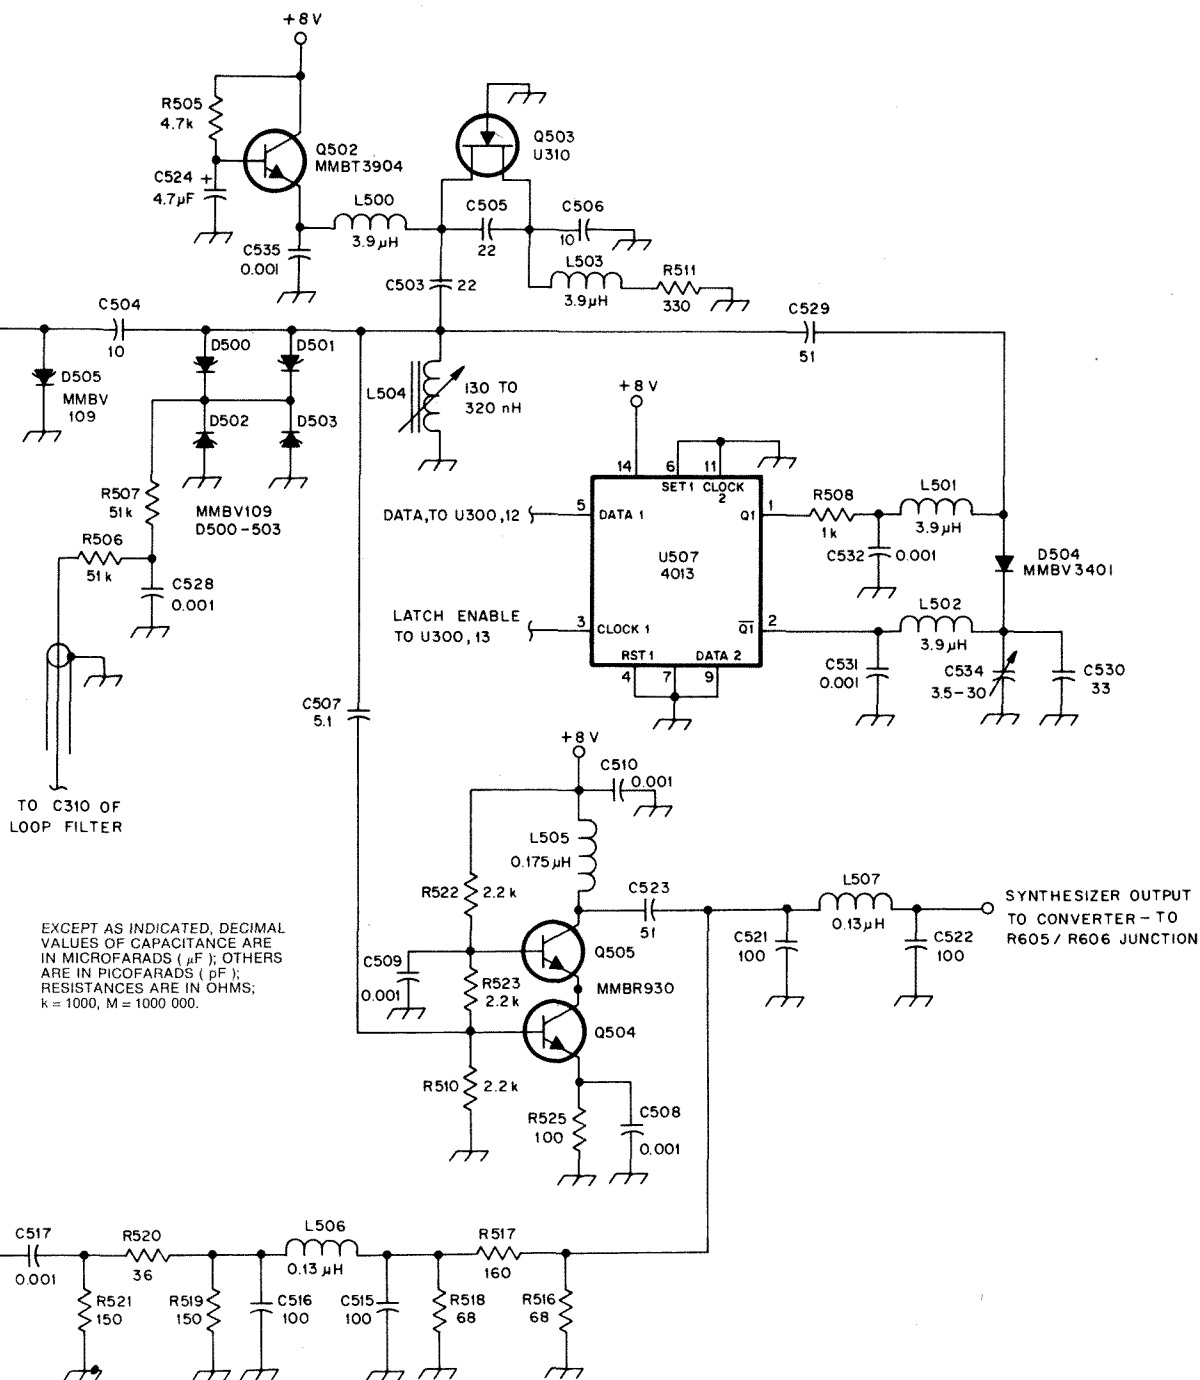 +8V
R505
4.7k
Q502
MMBT3904
C524 +
4.7µF
Q503
U310
L500
3.9µH
C505
22
C506
10
C535
0.001
L503
3.9µH
R511
330
C503 22
C504
10
C529
51
D500
D501
D505
MMBV
109
L504
130 TO
320 nH
+8V
D502
D503
14
6
11
SET 1
CLOCK
2
R507
51k
MMBV109
D500-503
DATA, TO U300,12
5
DATA 1
Q1
1
R508
1k
L501
3.9µH
R506
51k
U507
4013
C532
0.001
D504
MMBV3401
C528
0.001
LATCH ENABLE
TO U300,13
3
CLOCK 1
Q1
2
L502
3.9µH
RST 1
DATA 2
4
7
9
C531
0.001
C534
3.5-30
C530
33
C507
5.1
+8V
C510
0.001
TO C310 OF
LOOP FILTER
L505
0.175µH
R522
2.2k
C523
51
L507
0.13µH
SYNTHESIZER OUTPUT
TO CONVERTER-TO
R605/R606 JUNCTION
EXCEPT AS INDICATED, DECIMAL
VALUES OF CAPACITANCE ARE
IN MICROFARADS (µF); OTHERS
ARE IN PICOFARADS (pF);
RESISTANCES ARE IN OHMS;
k = 1000, M = 1000 000.
C509
0.001
Q505
C521
100
C522
100
R523
2.2k
MMBR930
Q504
R510
2.2k
R525
100
C508
0.001
C517
0.001
R520
36
L506
0.13µH
R517
160
R521
150
R519
150
C516
100
C515
100
R518
68
R516
68